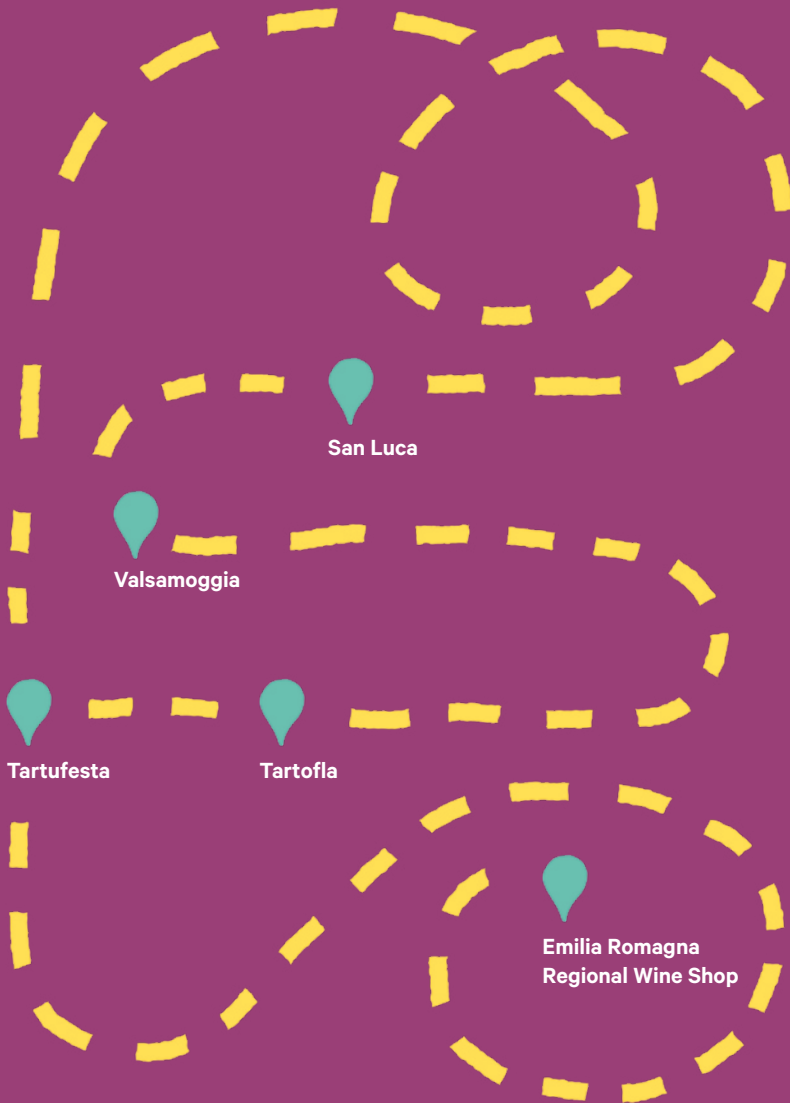 San Luca
Valsamoggia
Tartufesta
Tartofla
Emilia Romagna
Regional Wine Shop